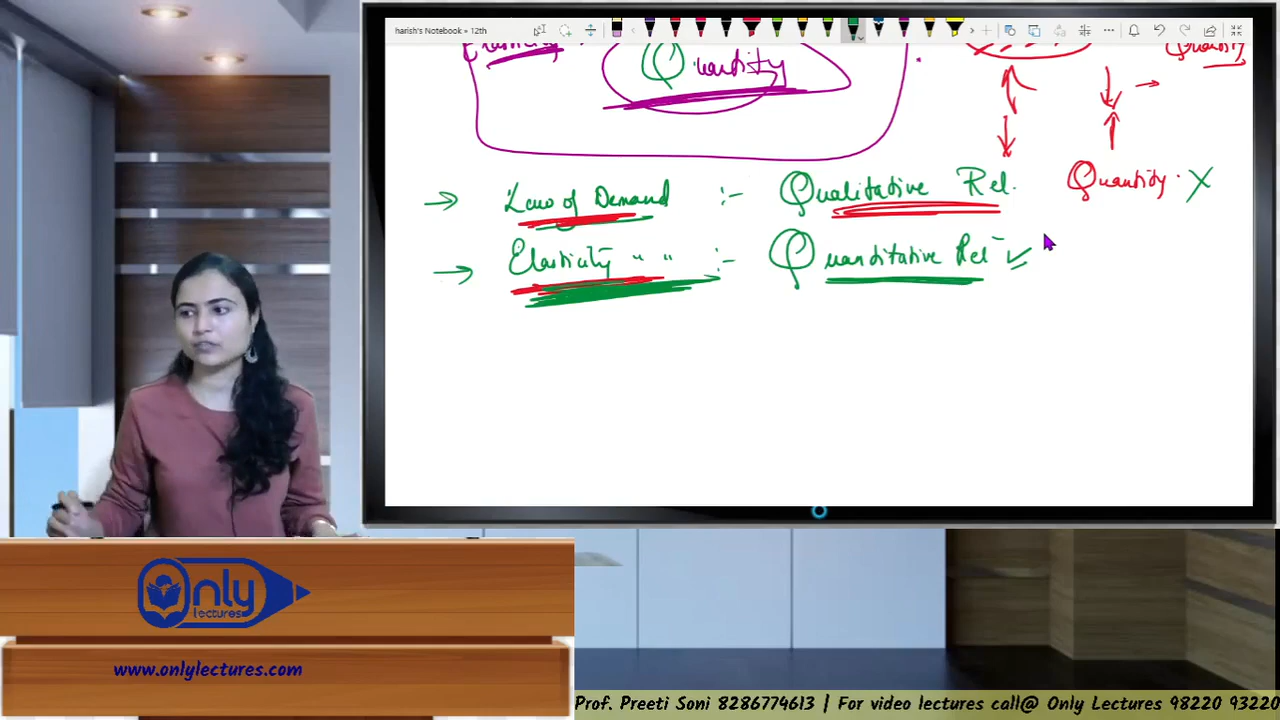 harish's Notebook » 12th
Quantity
Quantity
→ Law of Demand :- Qualitative Rel. Quantity. X
→ Elasticity " " :- Quantitative Rel ✓
Only
lectures
www.onlylectures.com
Prof. Preeti Soni 8286774613 | For video lectures call@ Only Lectures 98220 93220